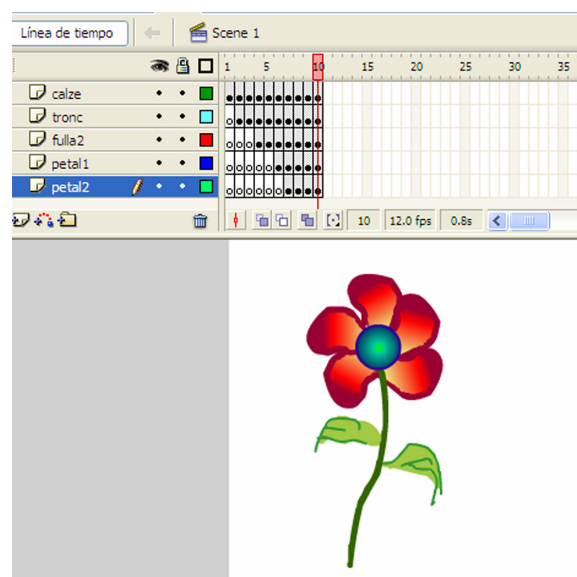 Línea de tiempo Scene 1
1 5 10 15 20 25 30 35
calze
tronc
fulla2
petal1
petal2
10 12.0 fps 0.8s